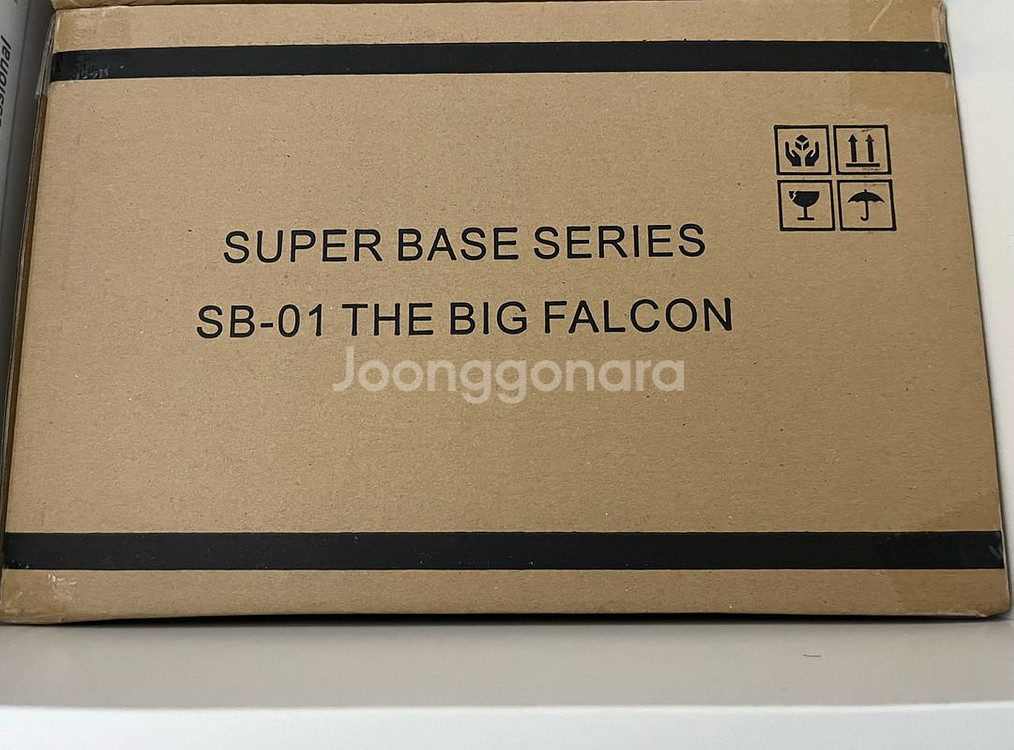 SUPER BASE SERIES
SB-01 THE BIG FALCON
Joonggonara